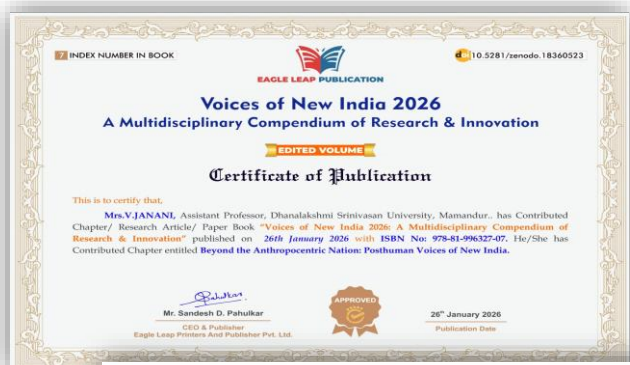 7 INDEX NUMBER IN BOOK
doi 10.5281/zenodo.18360523
EAGLE LEAP PUBLICATION
Voices of New India 2026
A Multidisciplinary Compendium of Research & Innovation
EDITED VOLUME
Certificate of Publication
This is to certify that,
Mrs.V.JANANI, Assistant Professor, Dhanalakshmi Srinivasan University, Mamandur.. has Contributed
Chapter/ Research Article/ Paper Book "Voices of New India 2026: A Multidisciplinary Compendium of
Research & Innovation" published on 26th January 2026 with ISBN No: 978-81-996327-07. He/She has
Contributed Chapter entitled Beyond the Anthropocentric Nation: Posthuman Voices of New India.
Pahulkar
Mr. Sandesh D. Pahulkar
CEO & Publisher
Eagle Leap Printers And Publisher Pvt. Ltd.
APPROVED
26th January 2026
Publication Date